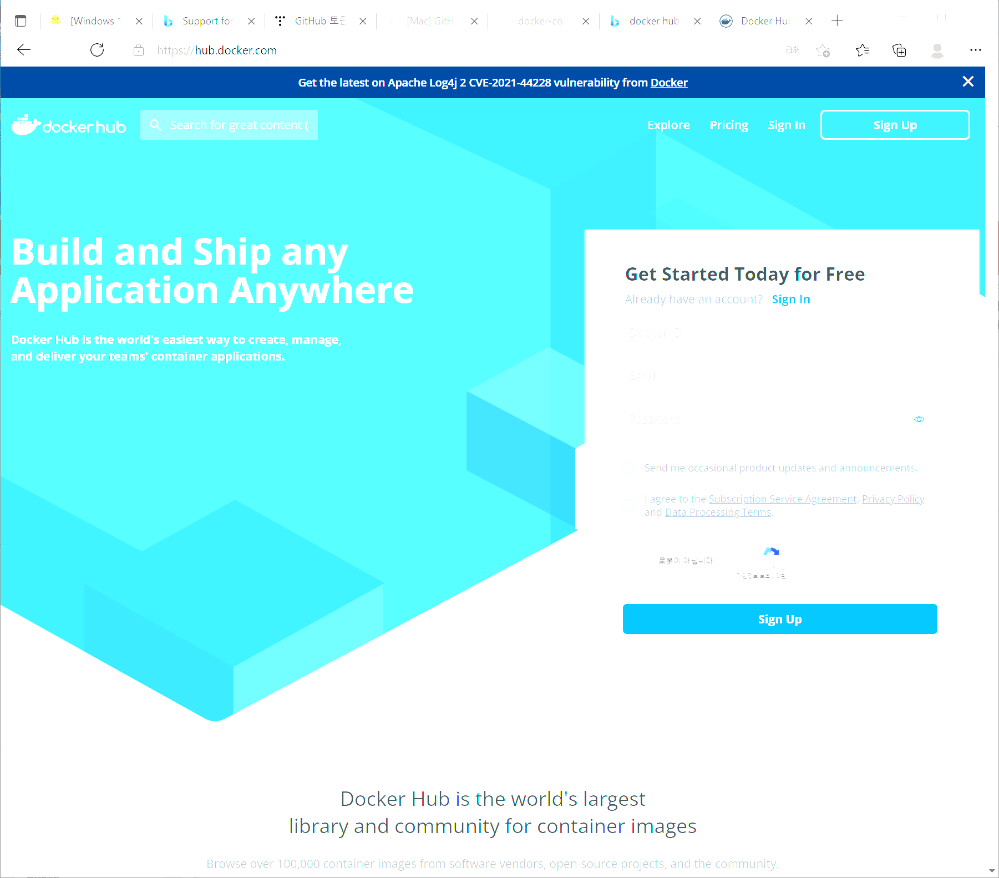 [Windows 1
Support for
GitHub 토큰
[Mac] GitH
docker-co
docker hub
Docker Hu
https://hub.docker.com
Get the latest on Apache Log4j 2 CVE-2021-44228 vulnerability from Docker
docker hub
Search for great content (
Explore
Pricing
Sign In
Sign Up
Build and Ship any
Application Anywhere
Docker Hub is the world's easiest way to create, manage,
and deliver your teams' container applications.
Get Started Today for Free
Already have an account? Sign In
Docker ID
Email
Password
Send me occasional product updates and announcements.
I agree to the Subscription Service Agreement, Privacy Policy
and Data Processing Terms.
로봇이 아닙니다
Sign Up
Docker Hub is the world's largest
library and community for container images
Browse over 100,000 container images from software vendors, open-source projects, and the community.